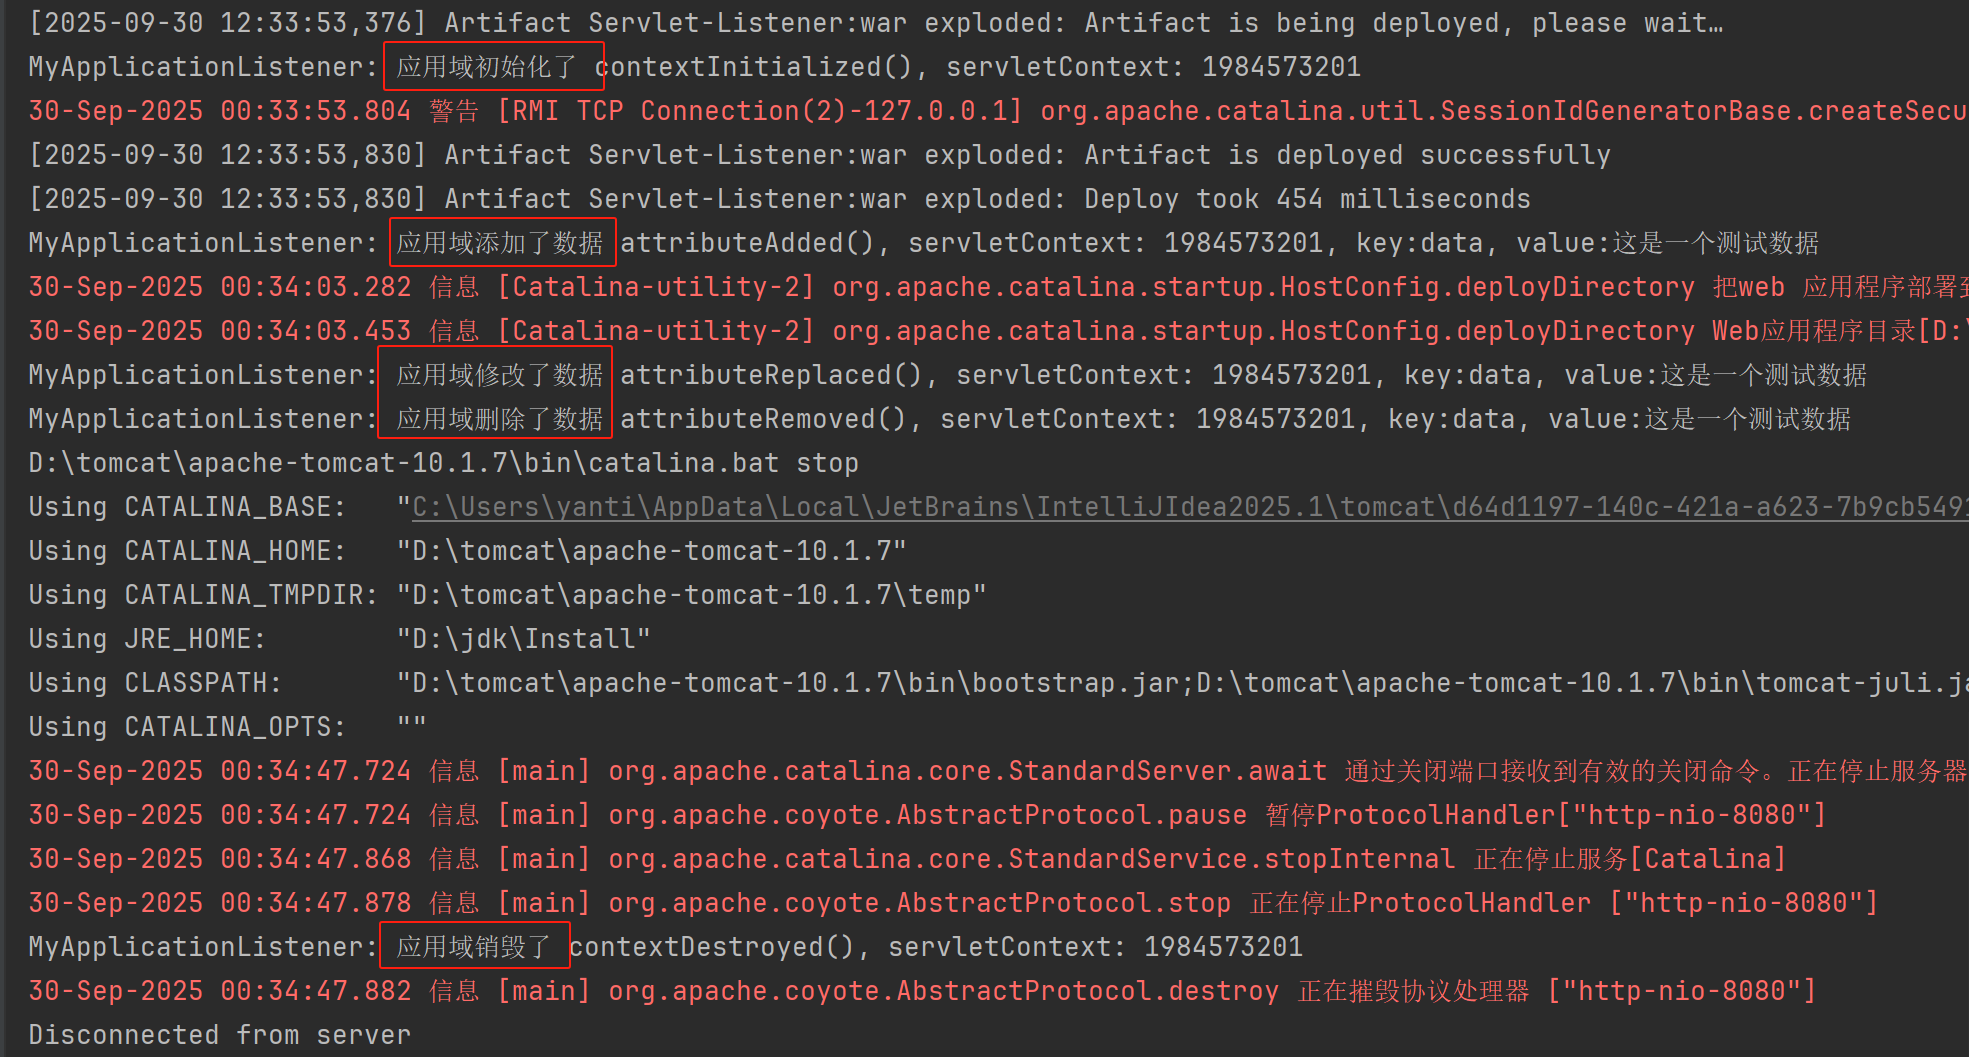 [2025-09-30 12:33:53,376] Artifact Servlet-Listener:war exploded: Artifact is being deployed, please wait…
MyApplicationListener: 应用域初始化了 contextInitialized(), servletContext: 1984573201
30-Sep-2025 00:33:53.804 警告 [RMI TCP Connection(2)-127.0.0.1] org.apache.catalina.util.SessionIdGeneratorBase.createSecu
[2025-09-30 12:33:53,830] Artifact Servlet-Listener:war exploded: Artifact is deployed successfully
[2025-09-30 12:33:53,830] Artifact Servlet-Listener:war exploded: Deploy took 454 milliseconds
MyApplicationListener: 应用域添加了数据 attributeAdded(), servletContext: 1984573201, key:data, value:这是一个测试数据
30-Sep-2025 00:34:03.282 信息 [Catalina-utility-2] org.apache.catalina.startup.HostConfig.deployDirectory 把web 应用程序部署到
30-Sep-2025 00:34:03.453 信息 [Catalina-utility-2] org.apache.catalina.startup.HostConfig.deployDirectory Web应用程序目录[D:\
MyApplicationListener: 应用域修改了数据 attributeReplaced(), servletContext: 1984573201, key:data, value:这是一个测试数据
MyApplicationListener: 应用域删除了数据 attributeRemoved(), servletContext: 1984573201, key:data, value:这是一个测试数据
D:\tomcat\apache-tomcat-10.1.7\bin\catalina.bat stop
Using CATALINA_BASE:   "C:\Users\yanti\AppData\Local\JetBrains\IntelliJIdea2025.1\tomcat\d64d1197-140c-421a-a623-7b9cb5491
Using CATALINA_HOME:   "D:\tomcat\apache-tomcat-10.1.7"
Using CATALINA_TMPDIR: "D:\tomcat\apache-tomcat-10.1.7\temp"
Using JRE_HOME:        "D:\jdk\Install"
Using CLASSPATH:       "D:\tomcat\apache-tomcat-10.1.7\bin\bootstrap.jar;D:\tomcat\apache-tomcat-10.1.7\bin\tomcat-juli.ja
Using CATALINA_OPTS:   ""
30-Sep-2025 00:34:47.724 信息 [main] org.apache.catalina.core.StandardServer.await 通过关闭端口接收到有效的关闭命令。正在停止服务器
30-Sep-2025 00:34:47.724 信息 [main] org.apache.coyote.AbstractProtocol.pause 暂停ProtocolHandler["http-nio-8080"]
30-Sep-2025 00:34:47.868 信息 [main] org.apache.catalina.core.StandardService.stopInternal 正在停止服务[Catalina]
30-Sep-2025 00:34:47.878 信息 [main] org.apache.coyote.AbstractProtocol.stop 正在停止ProtocolHandler ["http-nio-8080"]
MyApplicationListener: 应用域销毁了 contextDestroyed(), servletContext: 1984573201
30-Sep-2025 00:34:47.882 信息 [main] org.apache.coyote.AbstractProtocol.destroy 正在摧毁协议处理器 ["http-nio-8080"]
Disconnected from server